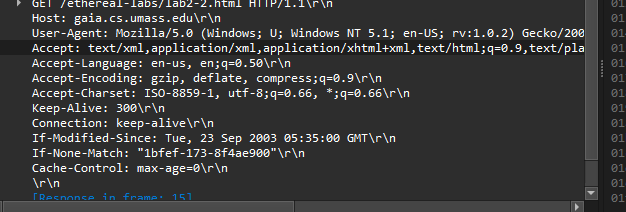 GET /ethereal-labs/lab2-2.html HTTP/1.1\r\n
Host: gaia.cs.umass.edu\r\n
User-Agent: Mozilla/5.0 (Windows; U; Windows NT 5.1; en-US; rv:1.0.2) Gecko/200
Accept: text/xml,application/xml,application/xhtml+xml,text/html;q=0.9,text/pla
Accept-Language: en-us, en;q=0.50\r\n
Accept-Encoding: gzip, deflate, compress;q=0.9\r\n
Accept-Charset: ISO-8859-1, utf-8;q=0.66, *;q=0.66\r\n
Keep-Alive: 300\r\n
Connection: keep-alive\r\n
If-Modified-Since: Tue, 23 Sep 2003 05:35:00 GMT\r\n
If-None-Match: "1bfef-173-8f4ae900"\r\n
Cache-Control: max-age=0\r\n
\r\n
[Response in frame: 15]